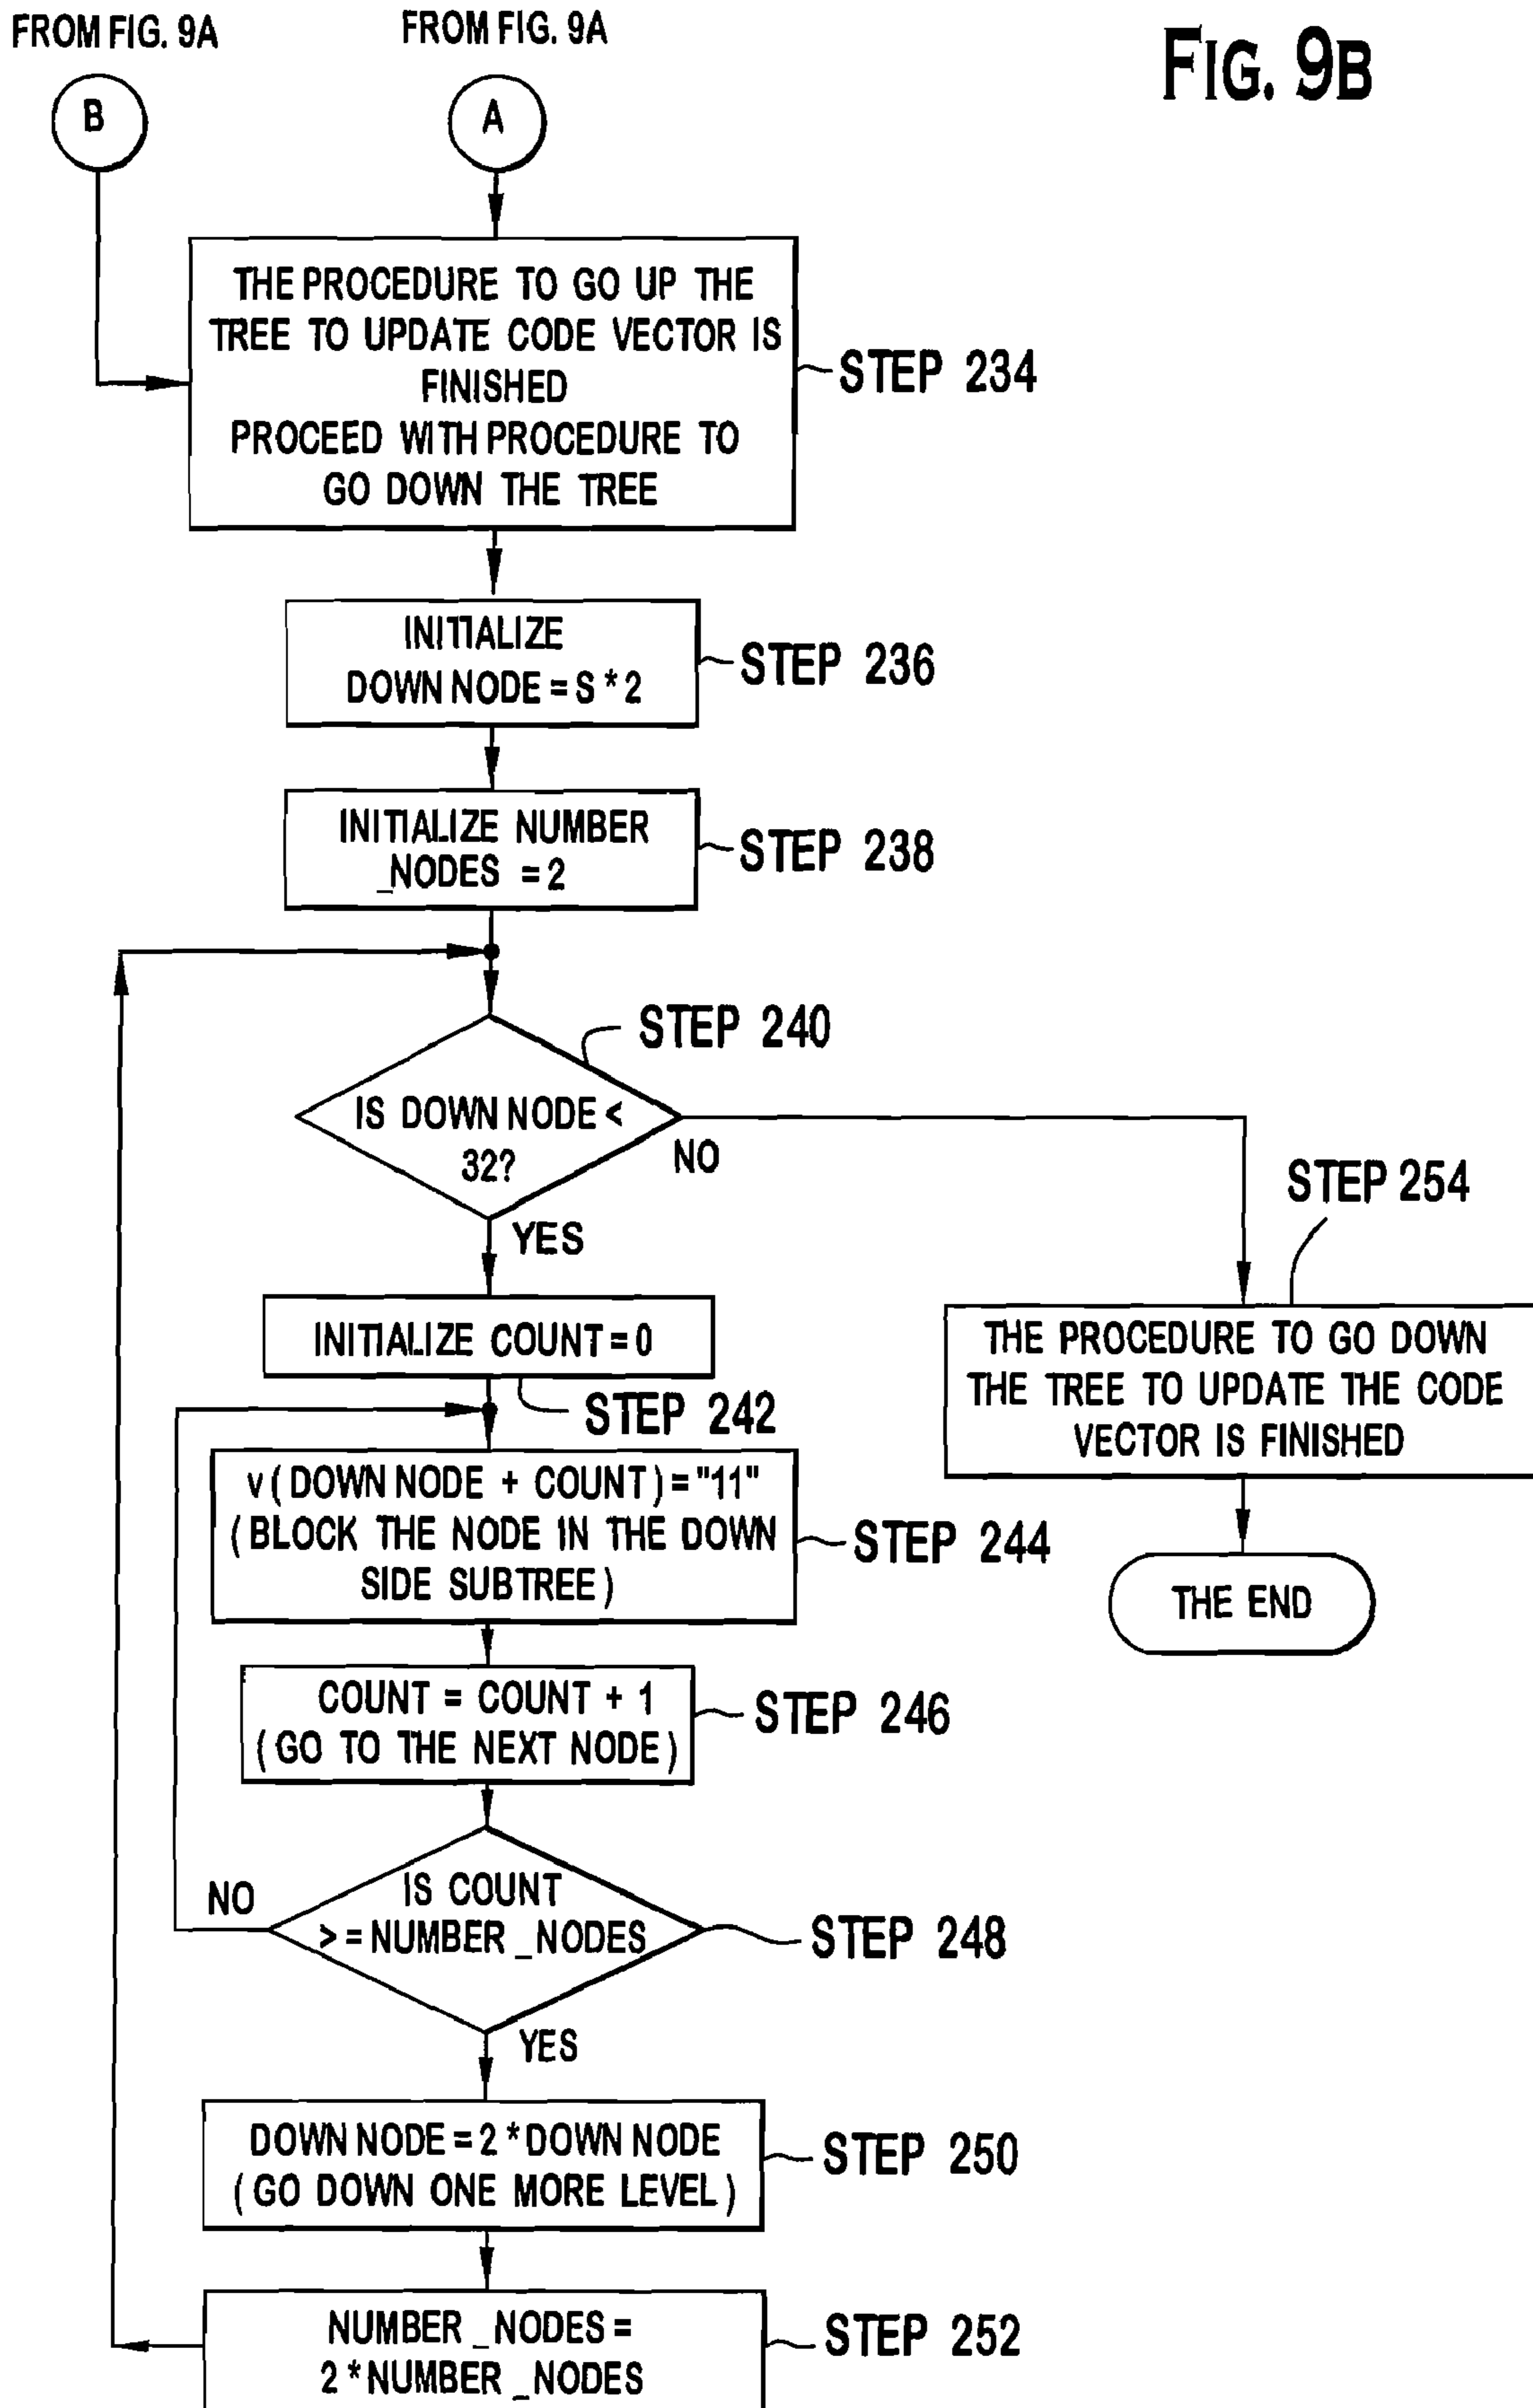 FROM FIG. 9A
FROM FIG. 9A
FIG. 9B
B
A
THE PROCEDURE TO GO UP THE
TREE TO UPDATE CODE VECTOR IS
FINISHED
PROCEED WITH PROCEDURE TO
GO DOWN THE TREE
STEP 234
INITIALIZE
DOWN NODE = S * 2
STEP 236
INITIALIZE NUMBER
_NODES = 2
STEP 238
STEP 240
IS DOWN NODE <
32?
NO
YES
STEP 254
INITIALIZE COUNT = 0
STEP 242
THE PROCEDURE TO GO DOWN
THE TREE TO UPDATE THE CODE
VECTOR IS FINISHED
v ( DOWN NODE + COUNT ) = "11"
( BLOCK THE NODE IN THE DOWN
SIDE SUBTREE )
STEP 244
THE END
COUNT = COUNT + 1
( GO TO THE NEXT NODE )
STEP 246
NO
IS COUNT
> = NUMBER _NODES
STEP 248
YES
DOWN NODE = 2 * DOWN NODE
( GO DOWN ONE MORE LEVEL )
STEP 250
NUMBER _NODES =
2 * NUMBER _NODES
STEP 252